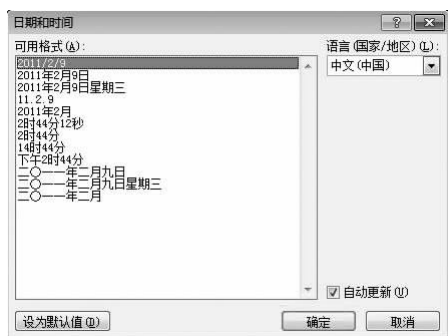 日期和时间
可用格式(A):
2011/2/9
2011年2月9日
2011年2月9日星期三
11.2.9
2011年2月
2时44分12秒
2时44分
14时44分
下午2时44分
二〇一一年二月九日
二〇一一年二月九日星期三
二〇一一年二月
语言(国家/地区)(L):
中文(中国)
自动更新(U)
设为默认值(D)
确定
取消